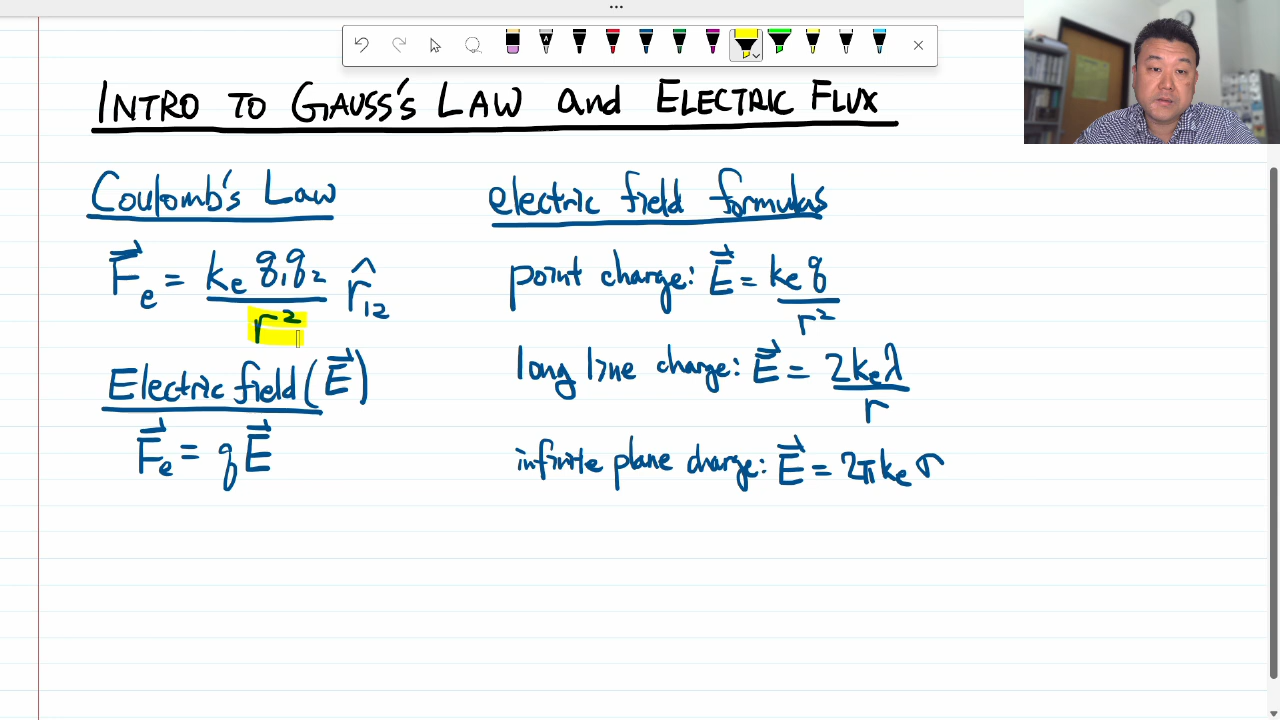 INTRO TO GAUSS'S LAW and ELECTRIC FLUX
Coulomb's Law
F⃗e = ke q1q2 / r² r̂12
Electric field (E⃗)
F⃗e = qE⃗
electric field formulas
point charge: E⃗ = ke q / r²
long line charge: E⃗ = 2keλ / r
infinite plane charge: E⃗ = 2πkeσ